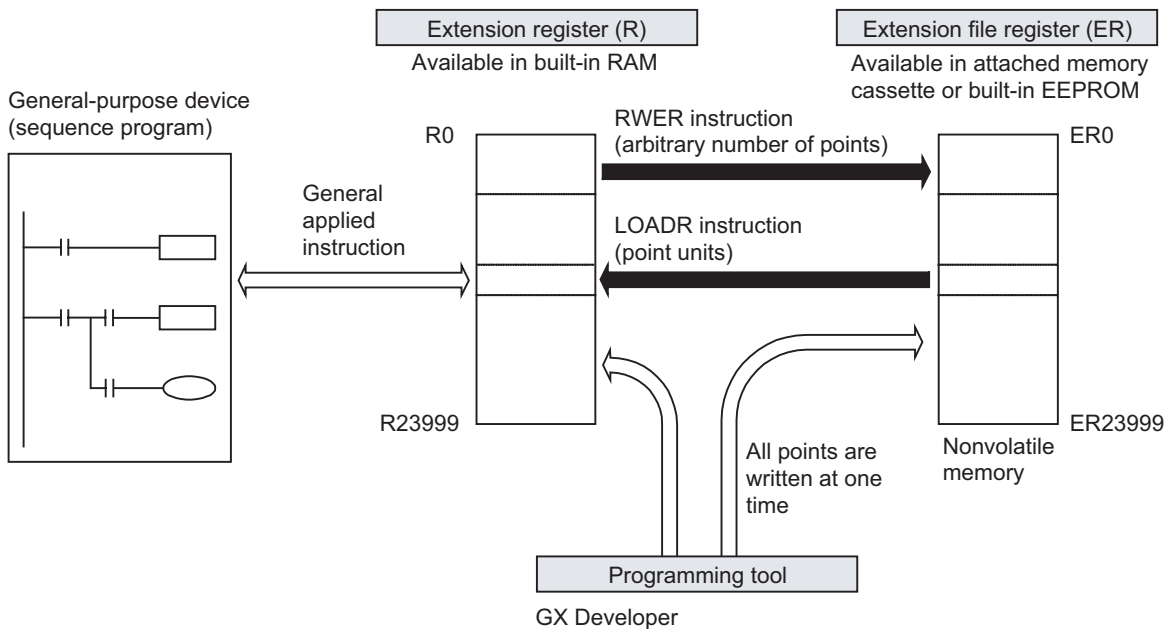 Extension register (R)
Available in built-in RAM
Extension file register (ER)
Available in attached memory
cassette or built-in EEPROM
General-purpose device
(sequence program)
R0
RWER instruction
(arbitrary number of points)
ER0
General
applied
instruction
LOADR instruction
(point units)
R23999
ER23999
All points are
written at one
time
Nonvolatile
memory
Programming tool
GX Developer